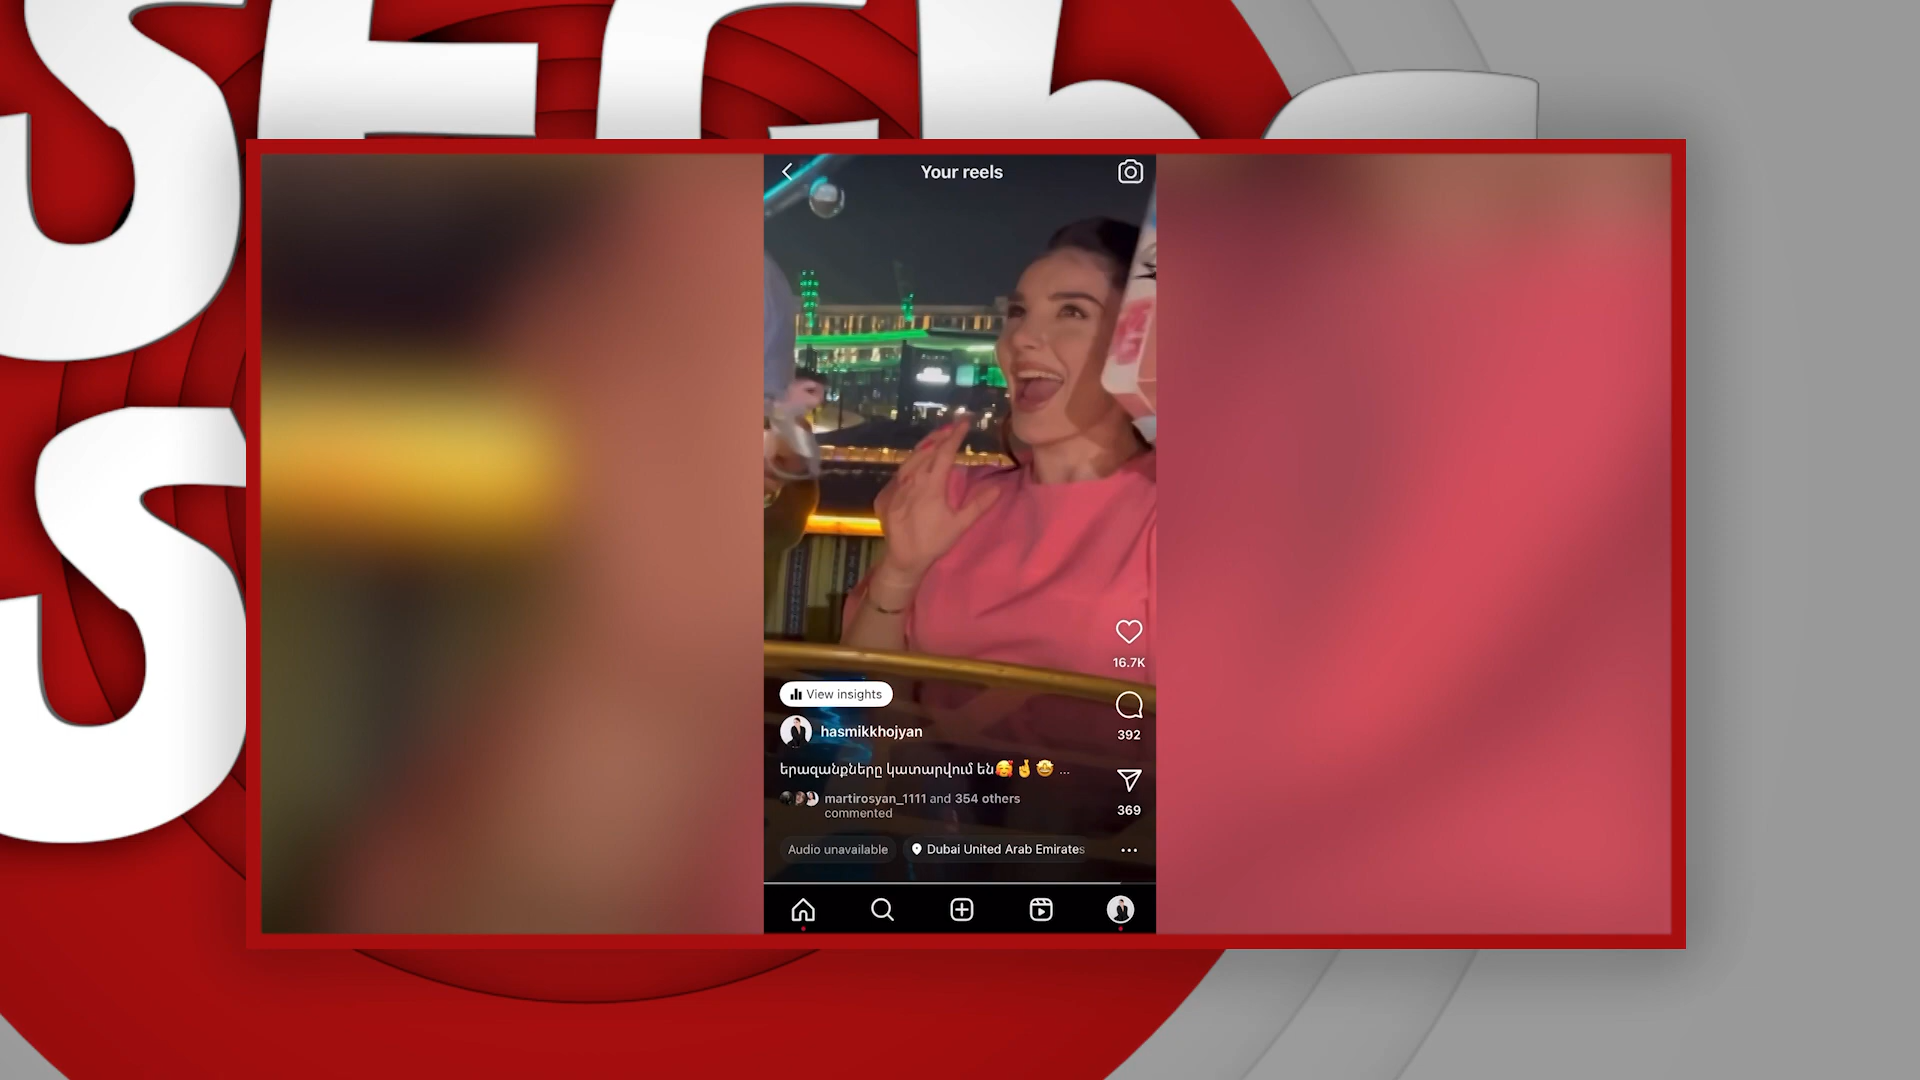 Your reels
16.7K
View insights
392
hasmikkhojyan
երազանքները կատարվում են🥰🤞🤩 ...
martirosyan_1111 and 354 others
commented
369
Audio unavailable
Dubai United Arab Emirates